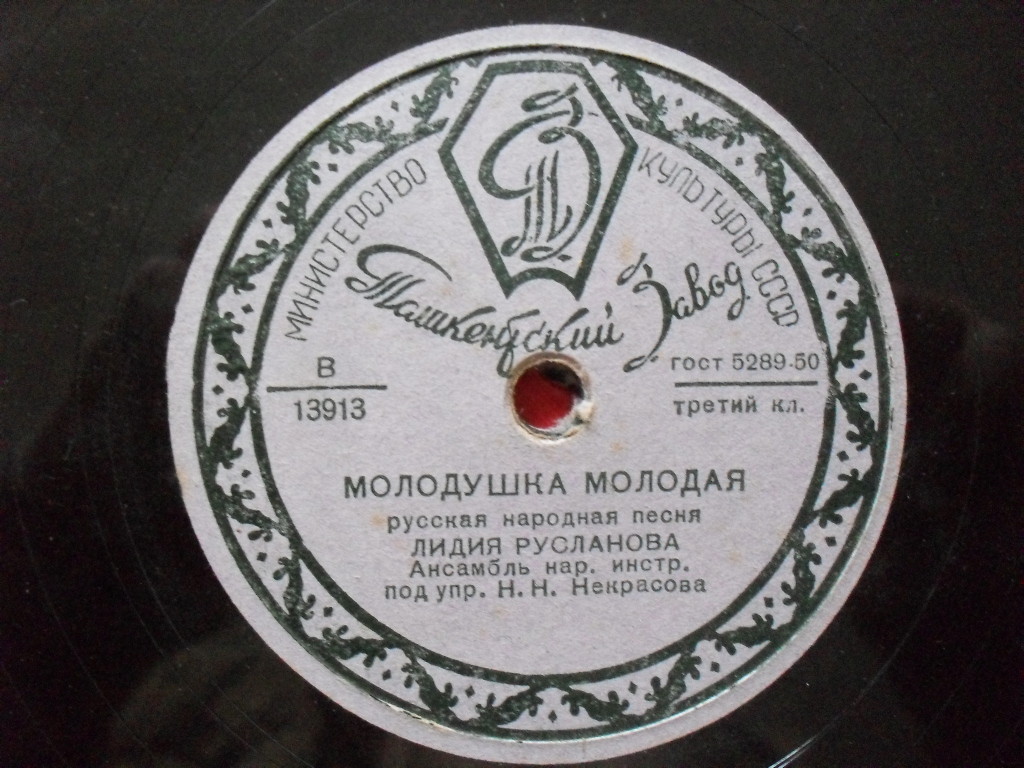 МИНИСТЕРСТВО КУЛЬТУРЫ СССР
Ташкентский Завод
В
13913
гост 5289-50
третий кл.
МОЛОДУШКА МОЛОДАЯ
русская народная песня
ЛИДИЯ РУСЛАНОВА
Ансамбль нар. инстр.
под упр. Н. Н. Некрасова